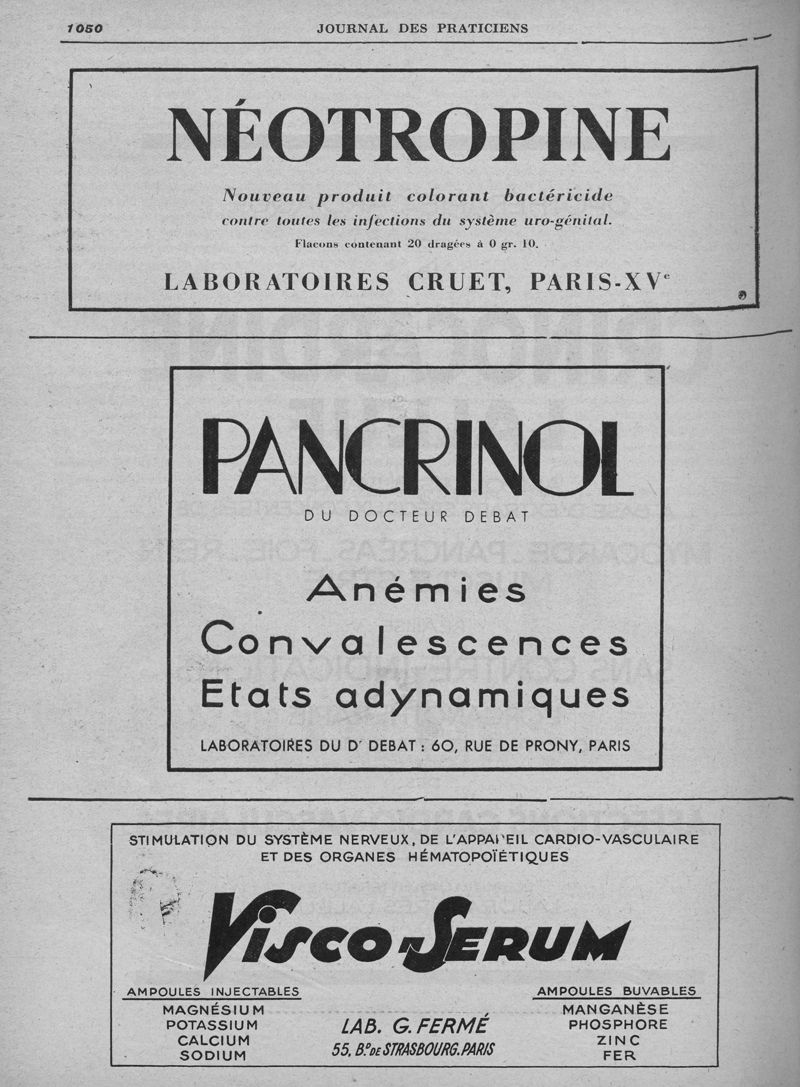 1050
JOURNAL DES PRATICIENS
NÉOTROPINE
Nouveau produit colorant bactéricide
contre toutes les infections du système uro-génital.
Flacons contenant 20 dragées à 0 gr. 10.
LABORATOIRES CRUET, PARIS-XVe
PANCRINOL
DU DOCTEUR DEBAT
Anémies
Convalescences
Etats adynamiques
LABORATOIRES DU Dr DEBAT : 60, RUE DE PRONY, PARIS
STIMULATION DU SYSTÈME NERVEUX, DE L'APPAREIL CARDIO-VASCULAIRE
ET DES ORGANES HÉMATOPOÏÉTIQUES
VISCO-SERUM
AMPOULES INJECTABLES
MAGNÉSIUM
POTASSIUM
CALCIUM
SODIUM
LAB. G. FERMÉ
55, B.D DE STRASBOURG. PARIS
AMPOULES BUVABLES
MANGANÈSE
PHOSPHORE
ZINC
FER